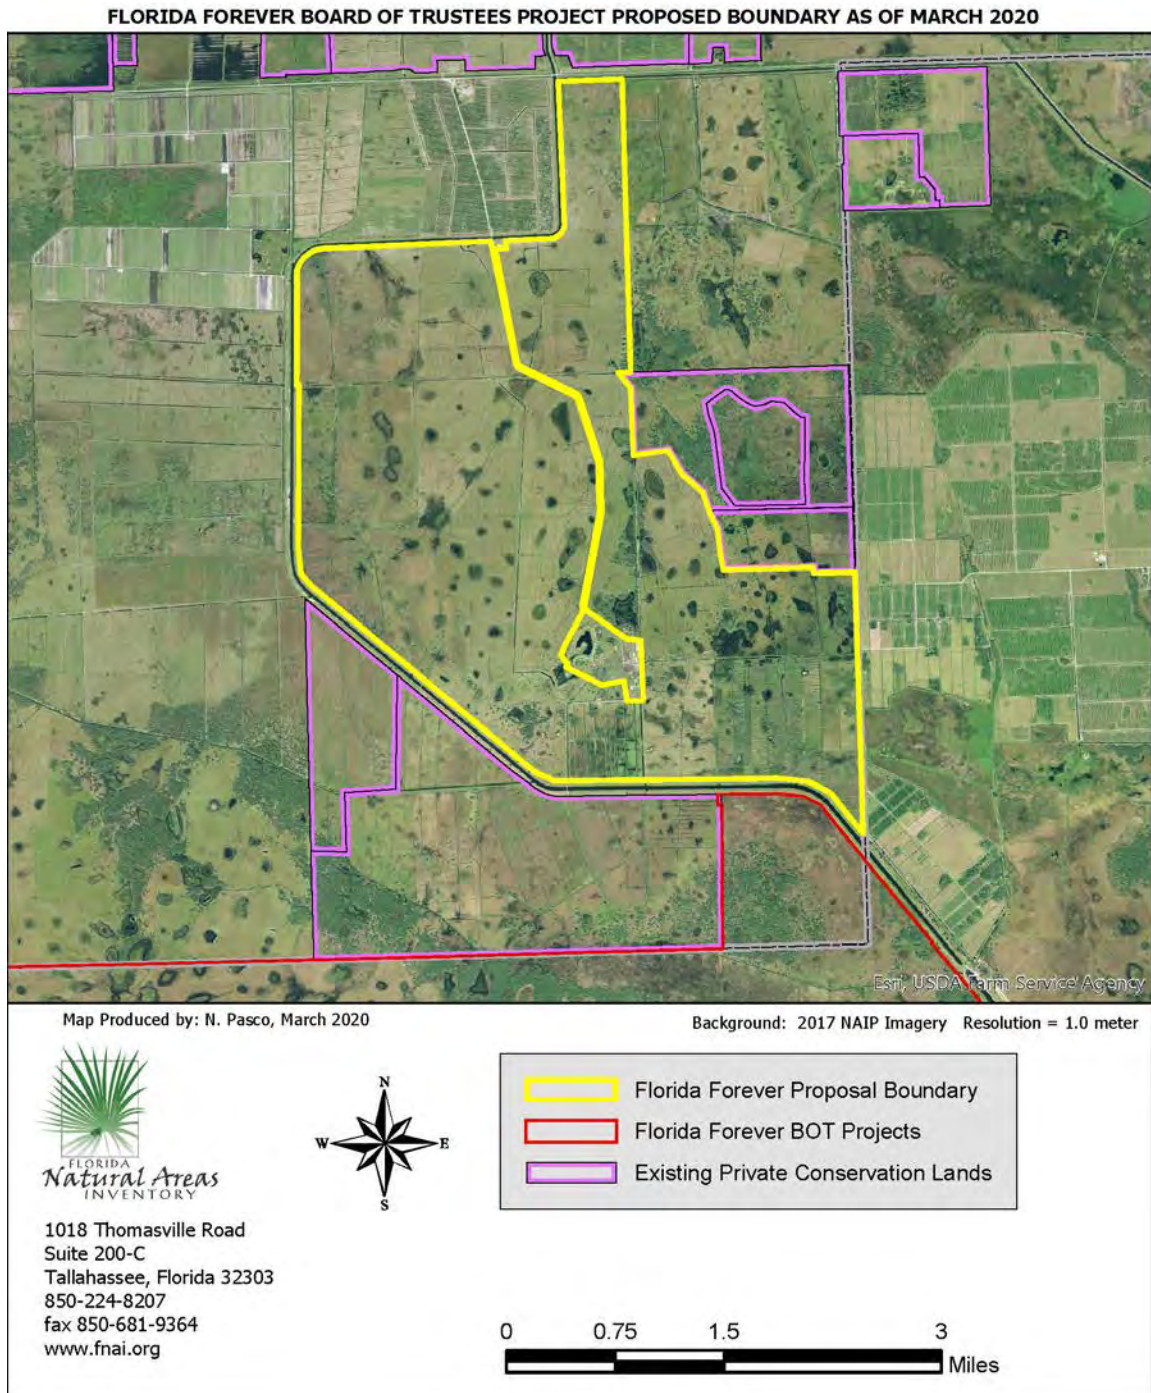 FLORIDA FOREVER BOARD OF TRUSTEES PROJECT PROPOSED BOUNDARY AS OF MARCH 2020
Esri, USDA Farm Service Agency
Map Produced by: N. Pasco, March 2020
Background: 2017 NAIP Imagery Resolution = 1.0 meter
FLORIDA
Natural Areas
INVENTORY
1018 Thomasville Road
Suite 200-C
Tallahassee, Florida 32303
850-224-8207
fax 850-681-9364
www.fnai.org
N
W E
S
Florida Forever Proposal Boundary
Florida Forever BOT Projects
Existing Private Conservation Lands
0 0.75 1.5 3
Miles